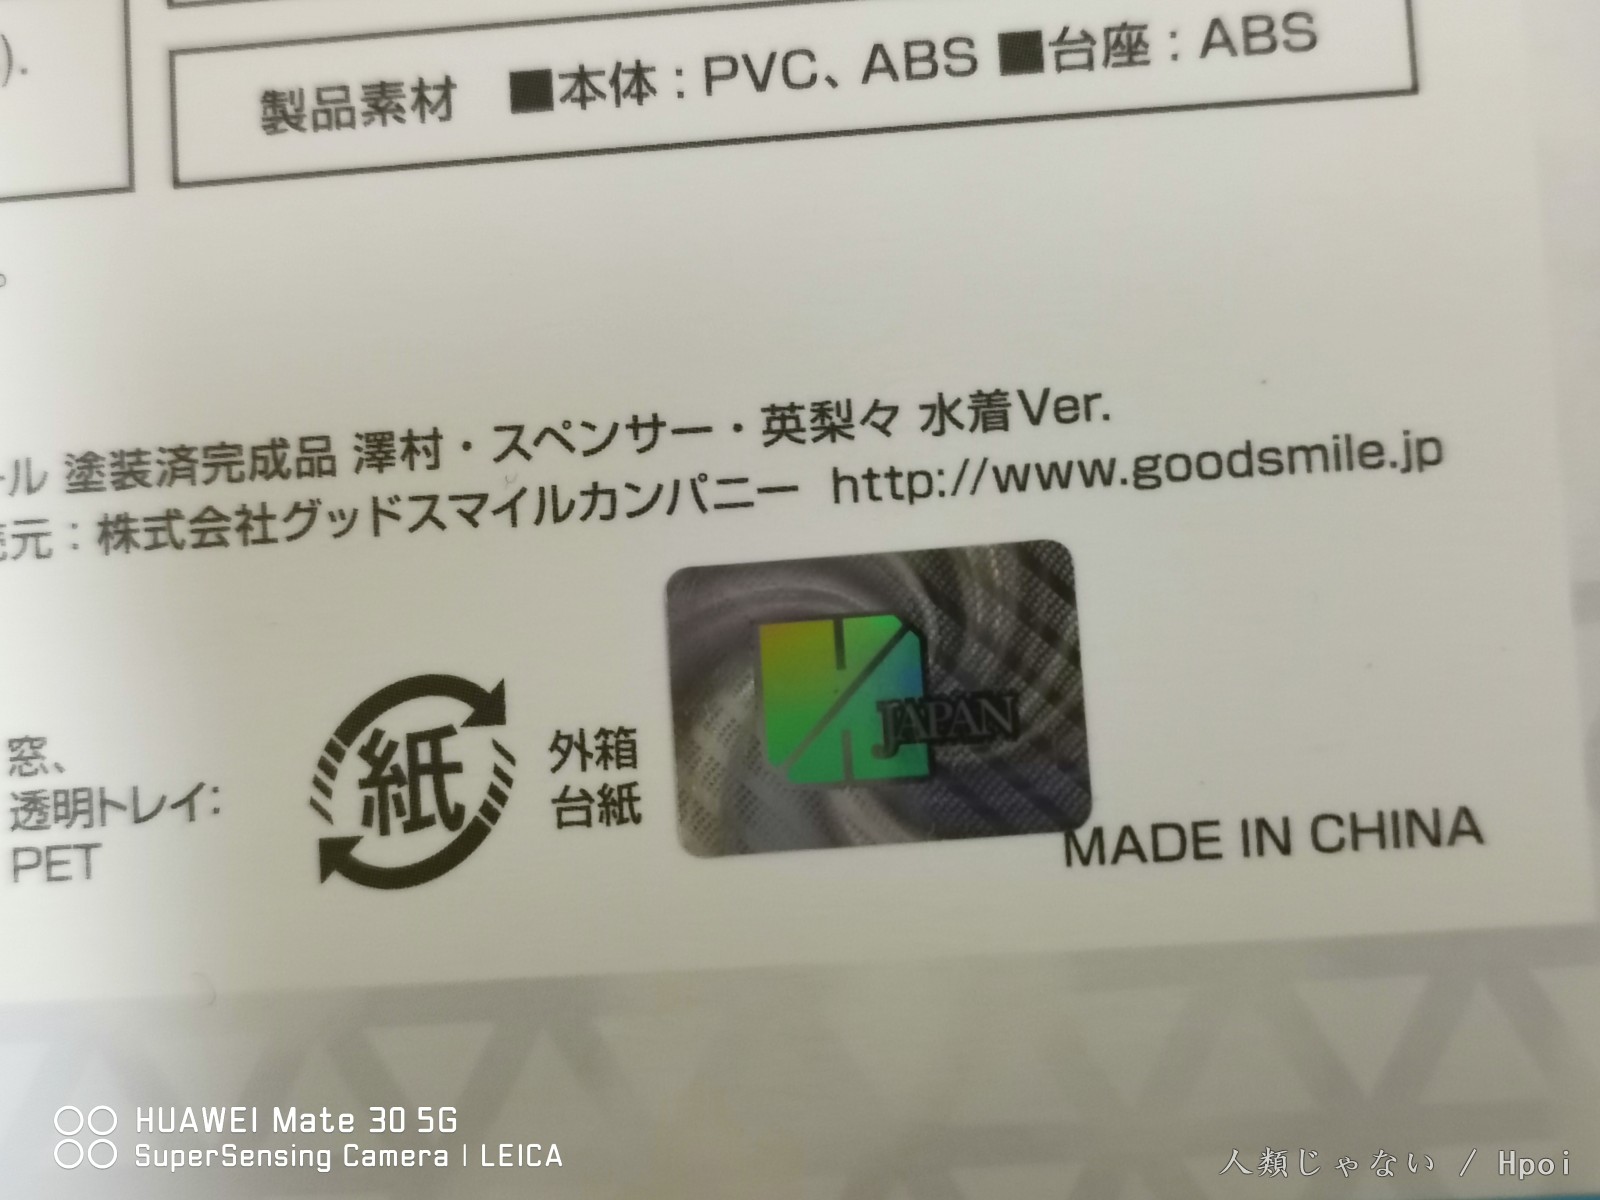 ).
製品素材 ■本体：PVC、ABS ■台座：ABS
ール 塗装済完成品 澤村・スペンサー・英梨々 水着Ver.
元：株式会社グッドスマイルカンパニー http://www.goodsmile.jp
窓、
透明トレイ：
PET
紙
外箱
台紙
JAPAN
MADE IN CHINA
HUAWEI Mate 30 5G
SuperSensing Camera | LEICA
人類じゃない / Hpoi